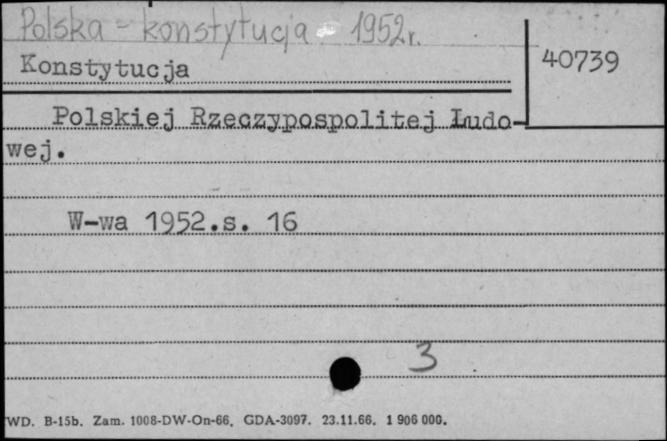 Polska - konstytucja 1952r.
Konstytucja
40739
Polskiej Rzeczypospolitej Ludo-
wej.
W-wa 1952.s. 16
3
WD. B-15b. Zam. 1008-DW-On-66. GDA-3097. 23.11.66. 1 906 000.